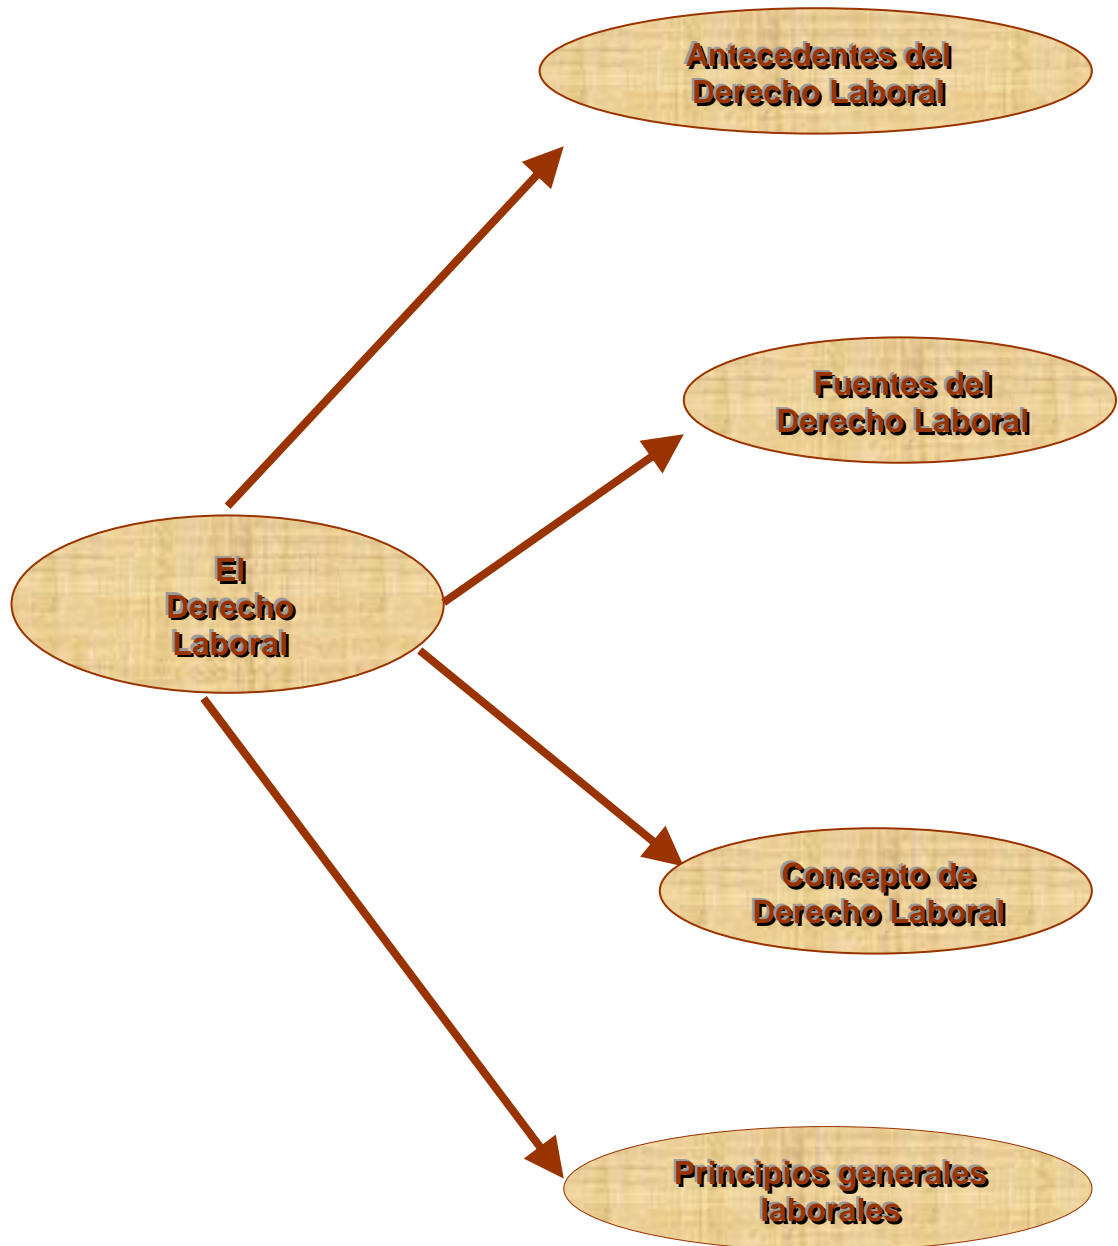 Antecedentes del
Derecho Laboral
Fuentes del
Derecho Laboral
El
Derecho
Laboral
Concepto de
Derecho Laboral
Principios generales
laborales